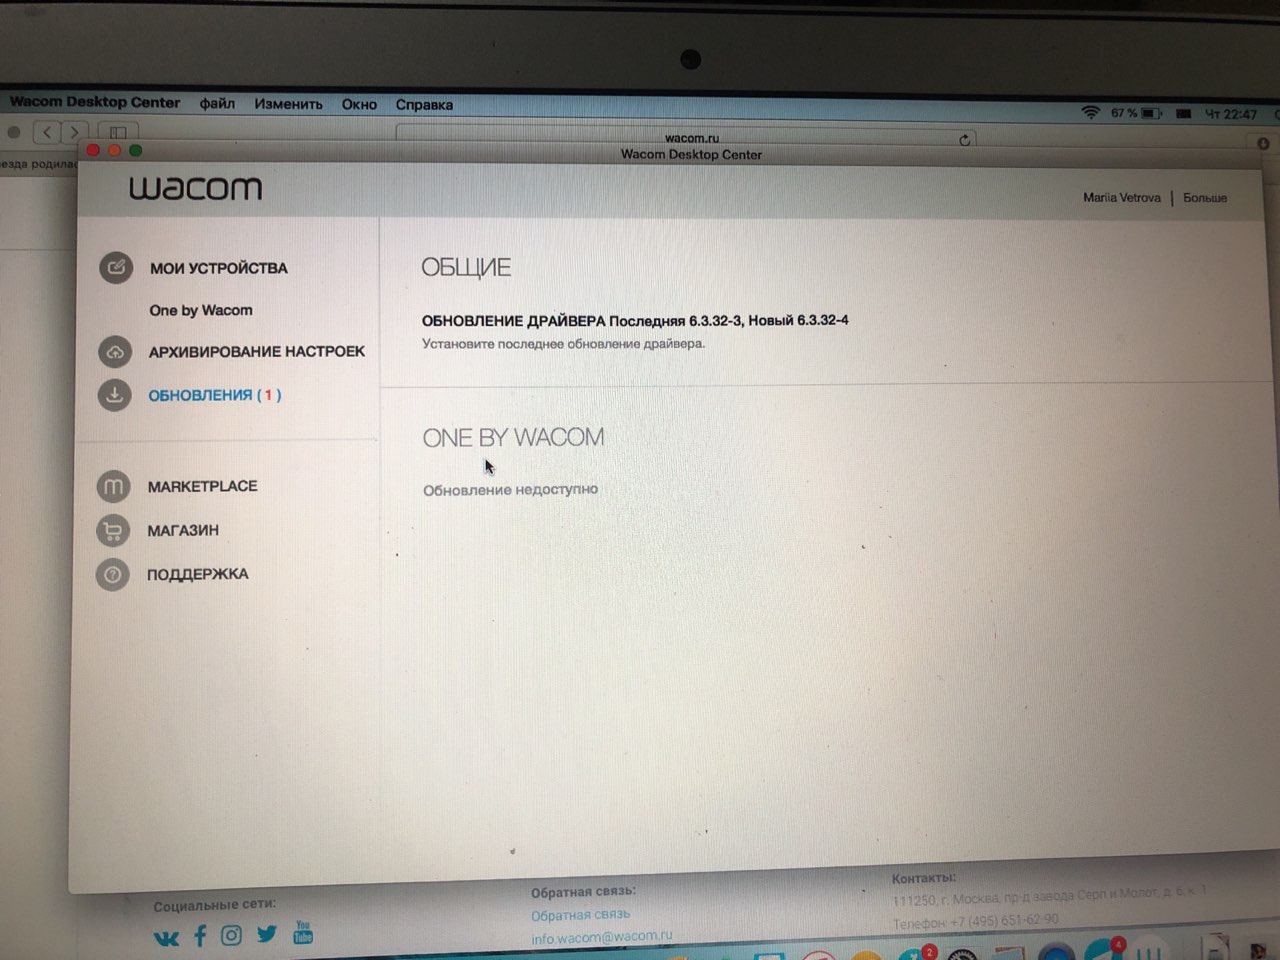 Wacom Desktop Center файл Изменить Окно Справка
67 % Чт 22:47
wacom.ru
Wacom Desktop Center
wacom
Mariia Vetrova | Больше
МОИ УСТРОЙСТВА
One by Wacom
АРХИВИРОВАНИЕ НАСТРОЕК
ОБНОВЛЕНИЯ ( 1 )
MARKETPLACE
МАГАЗИН
ПОДДЕРЖКА
ОБЩИЕ
ОБНОВЛЕНИЕ ДРАЙВЕРА Последняя 6.3.32-3, Новый 6.3.32-4
Установите последнее обновление драйвера.
ONE BY WACOM
Обновление недоступно
Социальные сети:
You Tube
Обратная связь:
Обратная связь
info.wacom@wacom.ru
Контакты:
111250, г. Москва, пр-д завода Серп и Молот, д. 6, к. 1
Телефон: +7 (495) 651-62-90
2
4